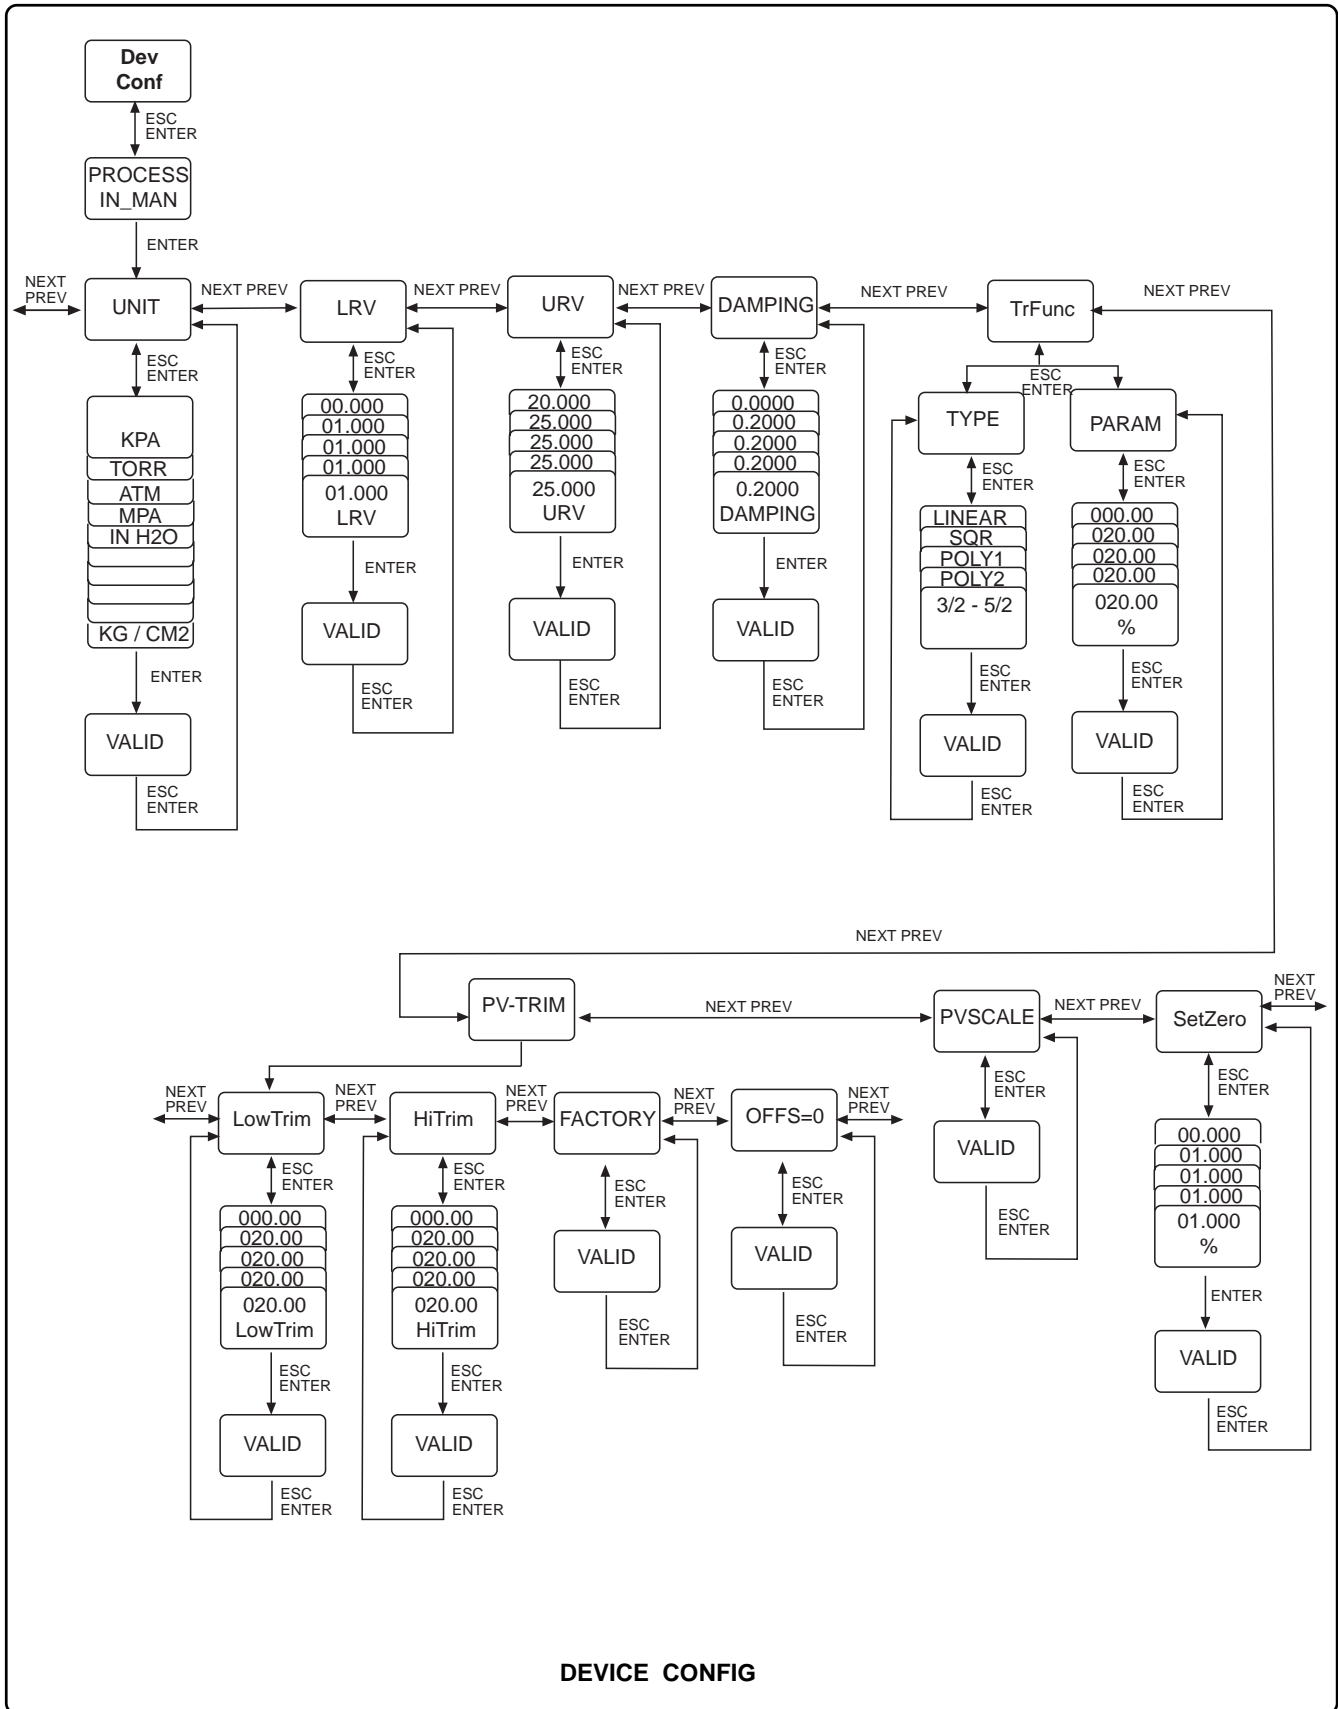 Dev
Conf
ESC
ENTER
PROCESS
IN_MAN
ENTER
NEXT
PREV
UNIT
NEXT PREV
LRV
NEXT PREV
URV
NEXT PREV
DAMPING
NEXT PREV
TrFunc
NEXT PREV
ESC
ENTER
KPA
TORR
ATM
MPA
IN H2O
KG / CM2
ENTER
VALID
ESC
ENTER
ESC
ENTER
00.000
01.000
01.000
01.000
01.000
LRV
ENTER
VALID
ESC
ENTER
ESC
ENTER
20.000
25.000
25.000
25.000
25.000
URV
ENTER
VALID
ESC
ENTER
ESC
ENTER
0.0000
0.2000
0.2000
0.2000
0.2000
DAMPING
ENTER
VALID
ESC
ENTER
ESC
ENTER
TYPE
ESC
ENTER
LINEAR
SQR
POLY1
POLY2
3/2 - 5/2
ESC
ENTER
VALID
ESC
ENTER
PARAM
ESC
ENTER
000.00
020.00
020.00
020.00
020.00
%
ESC
ENTER
VALID
ESC
ENTER
NEXT PREV
PV-TRIM
NEXT PREV
PVSCALE
NEXT PREV
SetZero
NEXT
PREV
NEXT
PREV
LowTrim
NEXT
PREV
HiTrim
NEXT
PREV
FACTORY
NEXT
PREV
OFFS=0
NEXT
PREV
ESC
ENTER
000.00
020.00
020.00
020.00
020.00
LowTrim
ESC
ENTER
VALID
ESC
ENTER
ESC
ENTER
000.00
020.00
020.00
020.00
020.00
HiTrim
ESC
ENTER
VALID
ESC
ENTER
ESC
ENTER
VALID
ESC
ENTER
ESC
ENTER
VALID
ESC
ENTER
ESC
ENTER
VALID
ESC
ENTER
ESC
ENTER
00.000
01.000
01.000
01.000
01.000
%
ENTER
VALID
ESC
ENTER
DEVICE CONFIG